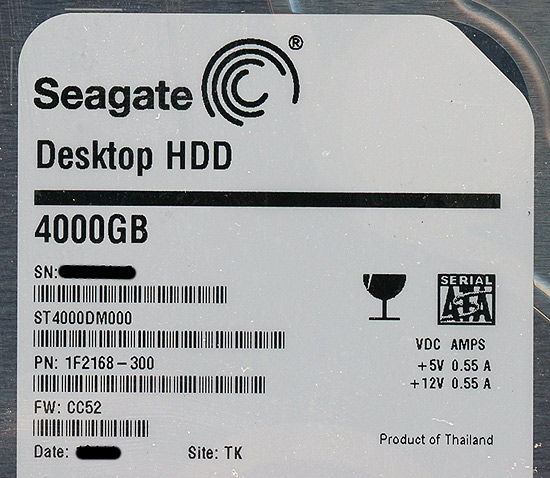 Seagate ®
Desktop HDD
4000GB
SN:
ST4000DM000
PN: 1F2168-300
FW: CC52
Date:
Site: TK
SERIAL
ATA
VDC AMPS
+5V 0.55 A
+12V 0.55 A
Product of Thailand